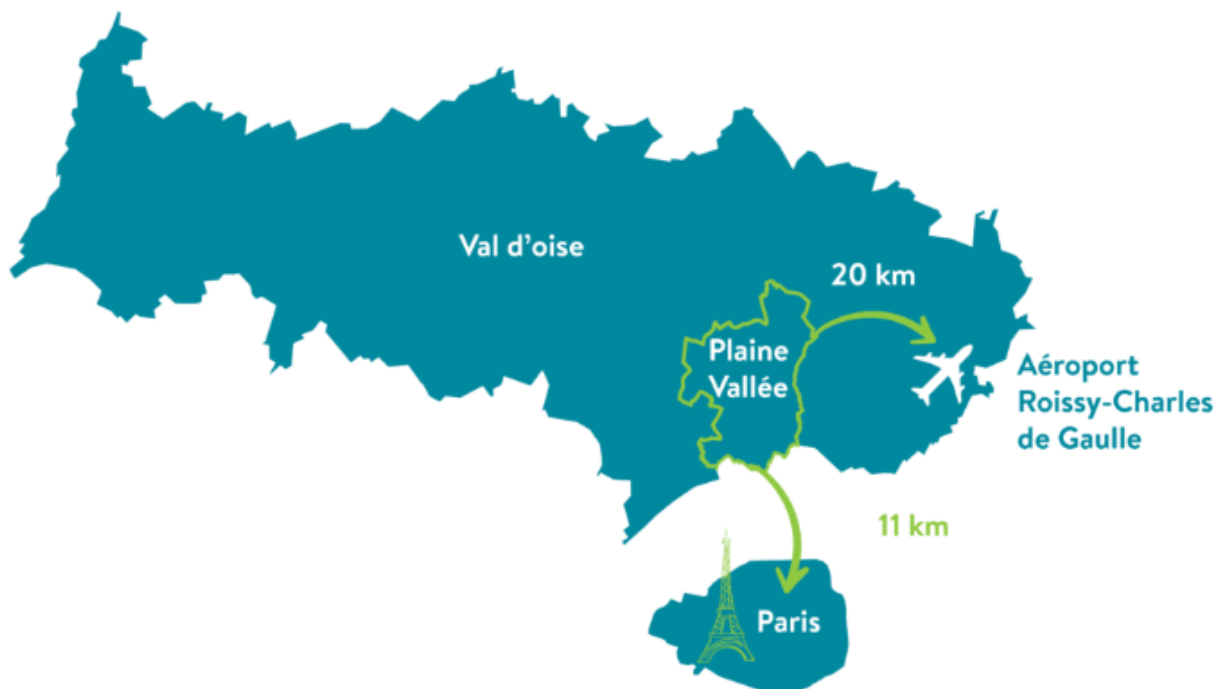 Val d'oise
20 km
Plaine
Vallée
Aéroport
Roissy-Charles
de Gaulle
11 km
Paris